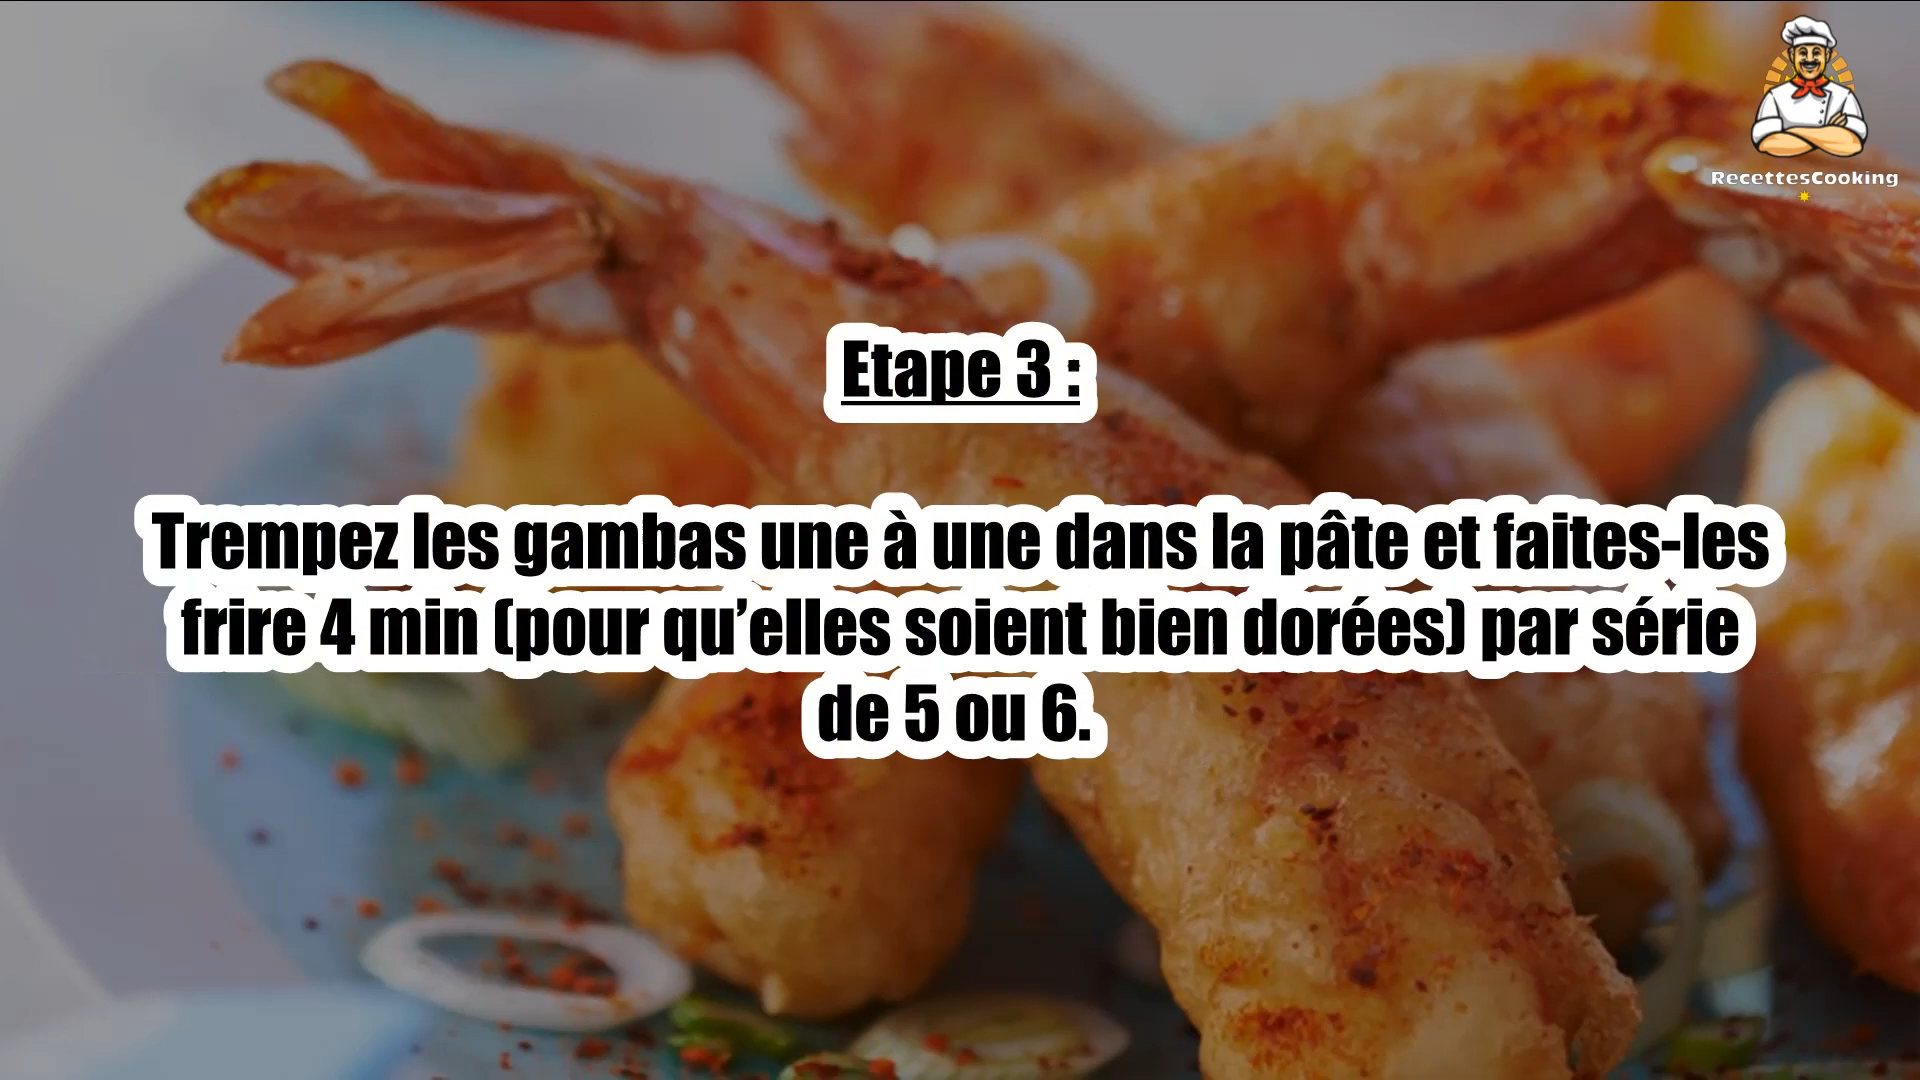 RecettesCooking
Etape 3 :
Trempez les gambas une à une dans la pâte et faites-les
frire 4 min (pour qu’elles soient bien dorées) par série
de 5 ou 6.